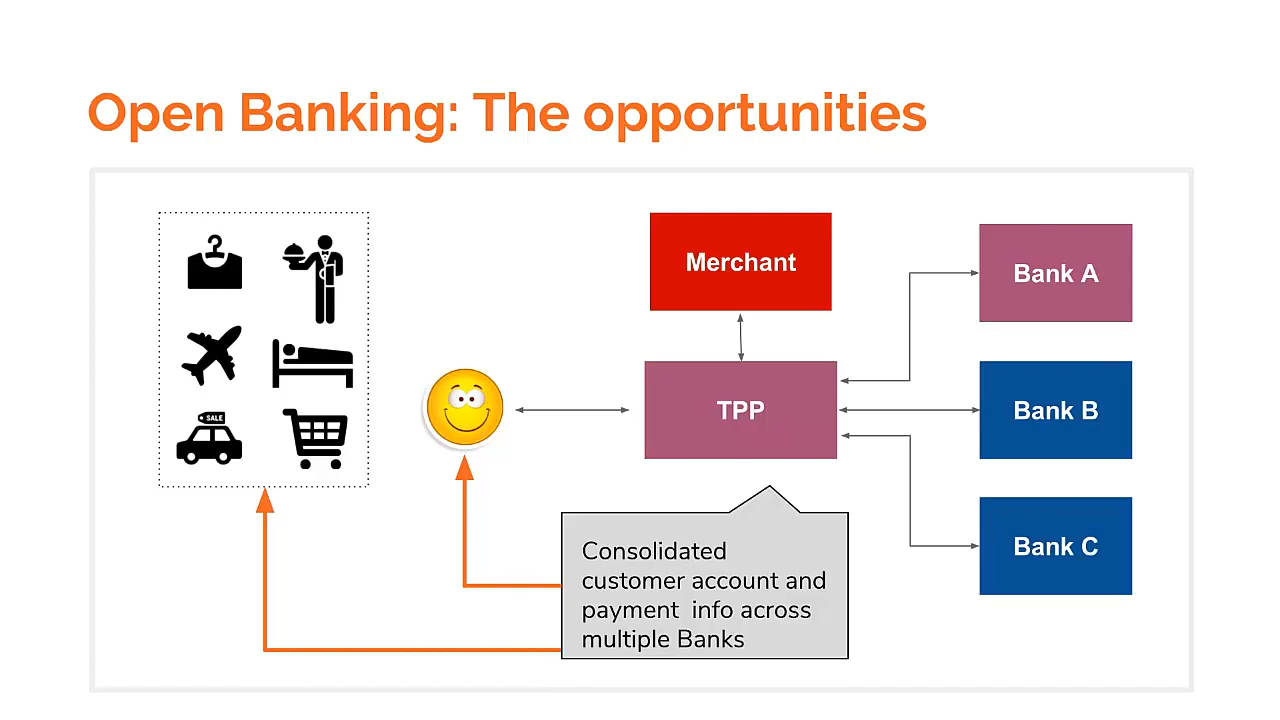 Open Banking: The opportunities
SALE
Merchant
Bank A
TPP
Bank B
Bank C
Consolidated
customer account and
payment info across
multiple Banks